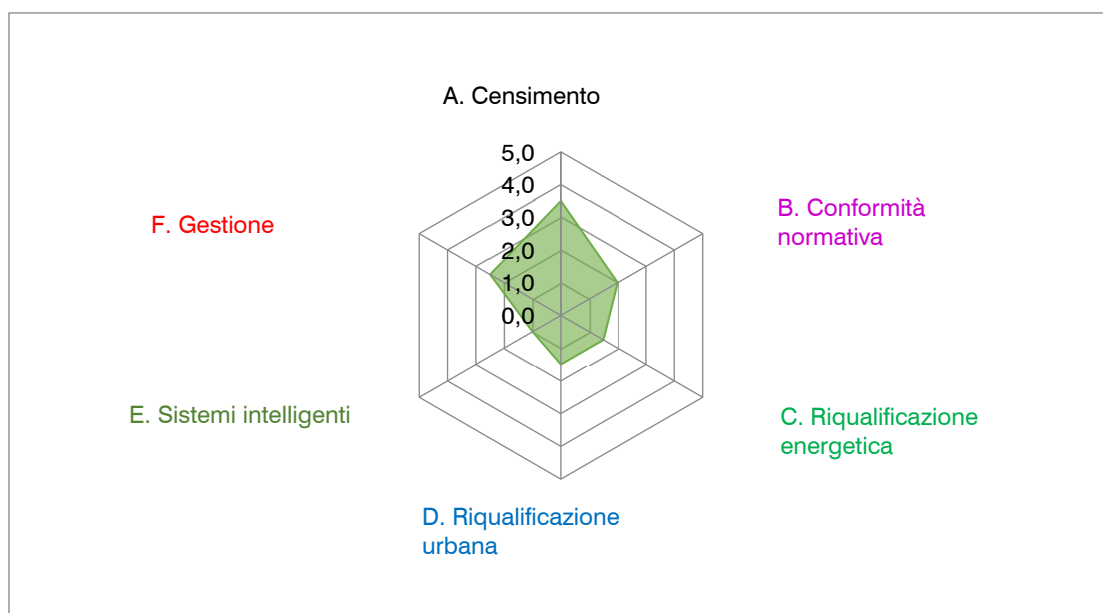 A. Censimento
5,0
4,0
3,0
2,0
1,0
0,0
B. Conformità
normativa
C. Riqualificazione
energetica
D. Riqualificazione
urbana
E. Sistemi intelligenti
F. Gestione